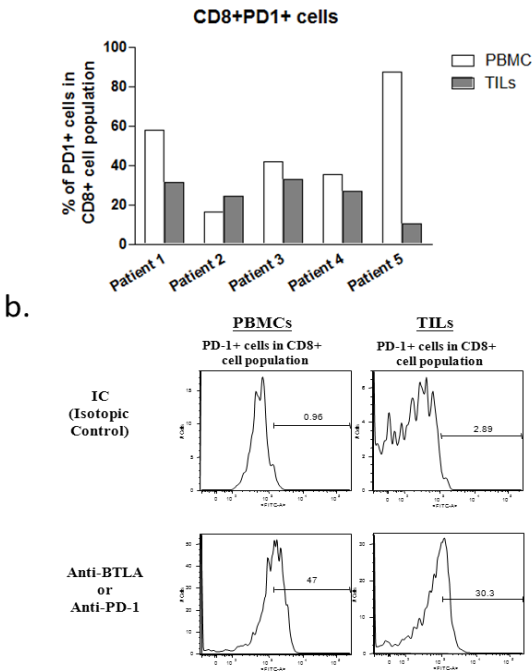 CD8+PD1+ cells
% of PD1+ cells in
CD8+ cell population
100
80
60
40
20
0
PBMC
TILs
Patient 1
Patient 2
Patient 3
Patient 4
Patient 5
b.
PBMCs
TILs
PD-1+ cells in CD8+
cell population
PD-1+ cells in CD8+
cell population
IC
(Isotopic
Control)
0.96
2.89
Anti-BTLA
or
Anti-PD-1
47
30.3